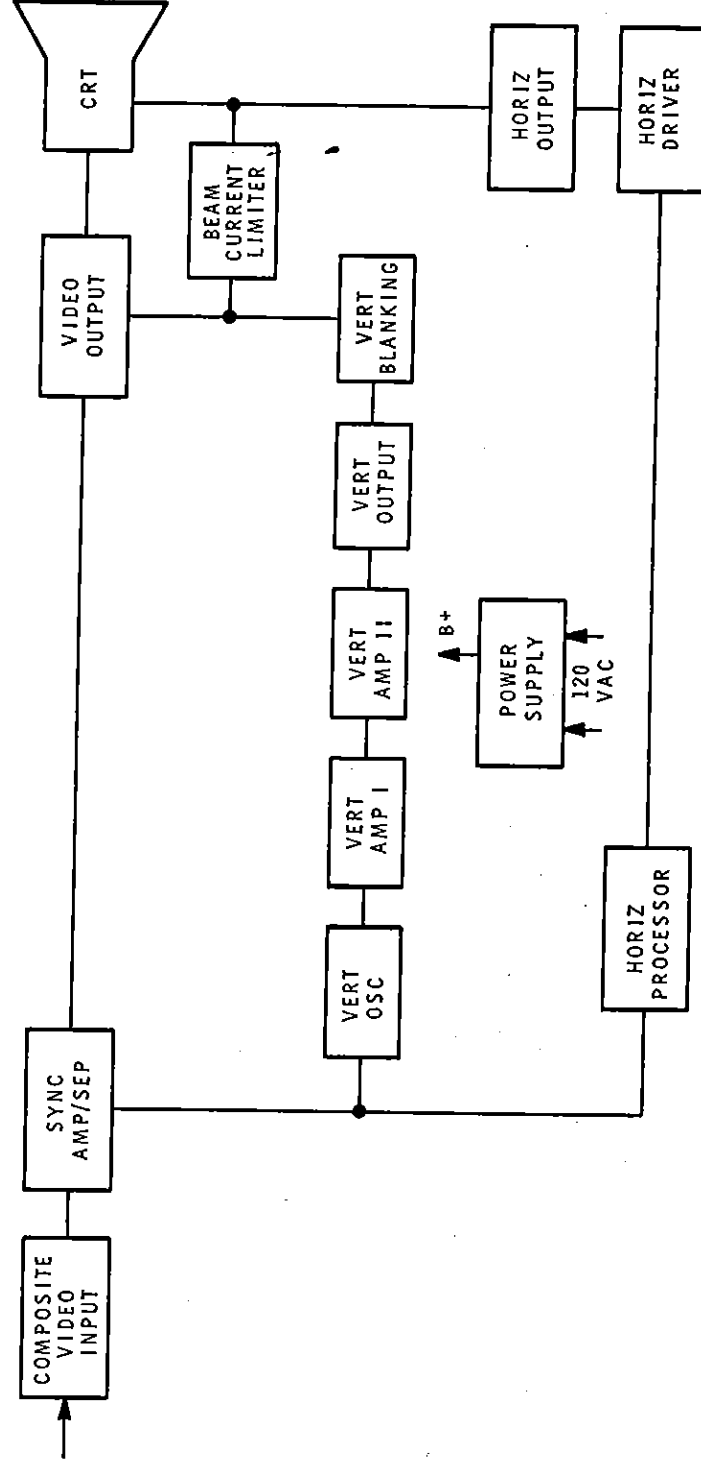 COMPOSITE
VIDEO
INPUT
SYNC
AMP/SEP
VIDEO
OUTPUT
CRT
BEAM
CURRENT
LIMITER
VERT
OSC
VERT
AMP I
VERT
AMP II
VERT
OUTPUT
VERT
BLANKING
B+
POWER
SUPPLY
120
VAC
HORIZ
PROCESSOR
HORIZ
OUTPUT
HORIZ
DRIVER